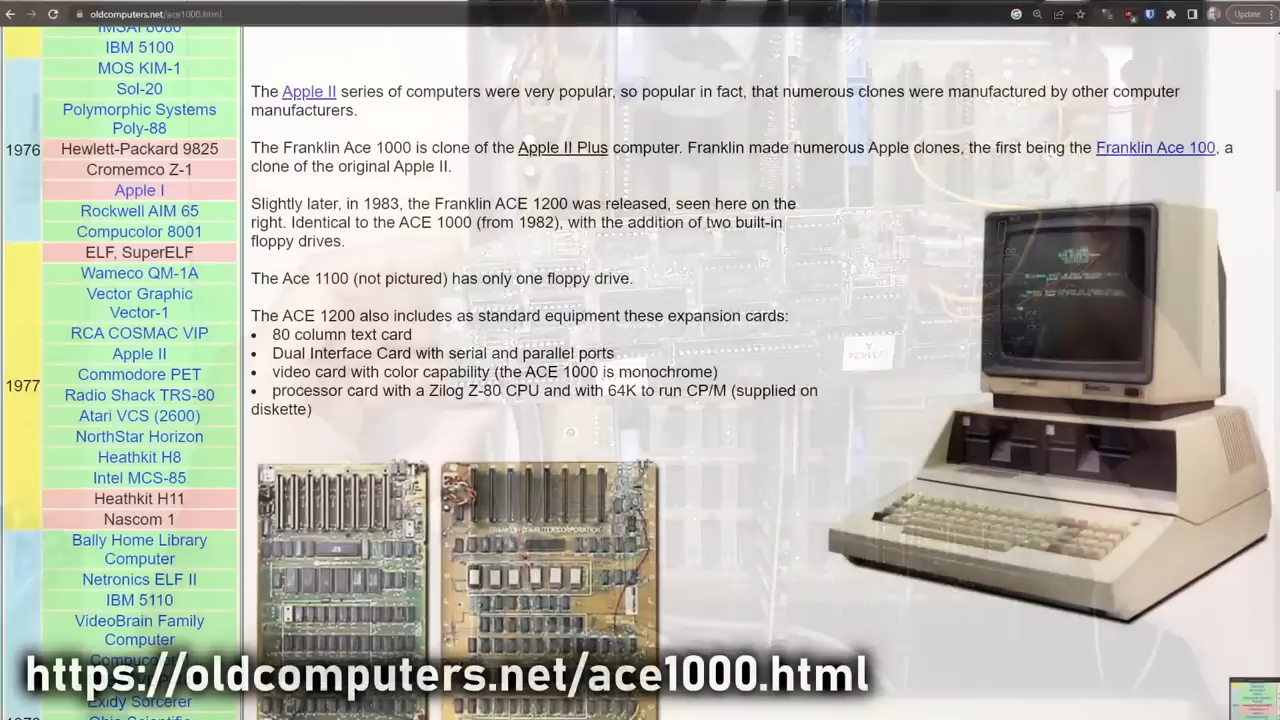 oldcomputers.net/ace1000.html
Update
IMSAI 8080
IBM 5100
MOS KIM-1
Sol-20
Polymorphic Systems
Poly-88
1976
Hewlett-Packard 9825
Cromemco Z-1
Apple I
Rockwell AIM 65
Compucolor 8001
ELF, SuperELF
Wameco QM-1A
Vector Graphic
Vector-1
RCA COSMAC VIP
Apple II
Commodore PET
1977
Radio Shack TRS-80
Atari VCS (2600)
NorthStar Horizon
Heathkit H8
Intel MCS-85
Heathkit H11
Nascom 1
Bally Home Library
Computer
Netronics ELF II
IBM 5110
VideoBrain Family
Computer
Exidy Sorcerer
Ohio Scientific
The Apple II series of computers were very popular, so popular in fact, that numerous clones were manufactured by other computer
manufacturers.
The Franklin Ace 1000 is clone of the Apple II Plus computer. Franklin made numerous Apple clones, the first being the Franklin Ace 100, a
clone of the original Apple II.
Slightly later, in 1983, the Franklin ACE 1200 was released, seen here on the
right. Identical to the ACE 1000 (from 1982), with the addition of two built-in
floppy drives.
The Ace 1100 (not pictured) has only one floppy drive.
The ACE 1200 also includes as standard equipment these expansion cards:
• 80 column text card
• Dual Interface Card with serial and parallel ports
• video card with color capability (the ACE 1000 is monochrome)
• processor card with a Zilog Z-80 CPU and with 64K to run CP/M (supplied on
diskette)
FRANKLIN COMPUTER CORPORATION
https://oldcomputers.net/ace1000.html